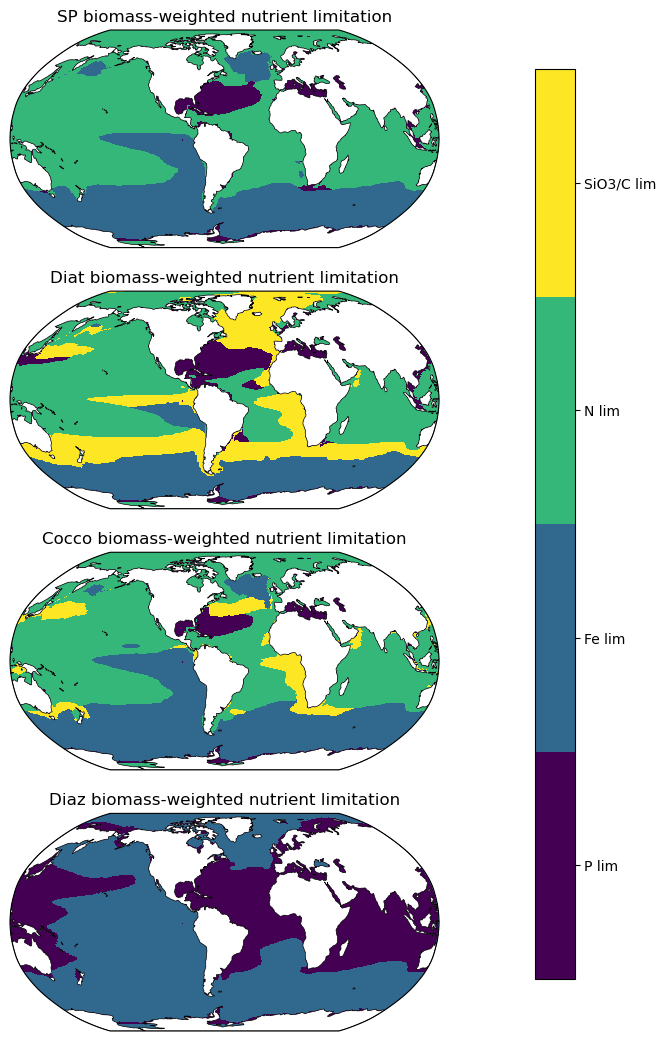 SP biomass-weighted nutrient limitation
Diat biomass-weighted nutrient limitation
Cocco biomass-weighted nutrient limitation
Diaz biomass-weighted nutrient limitation
SiO3/C lim
N lim
Fe lim
P lim